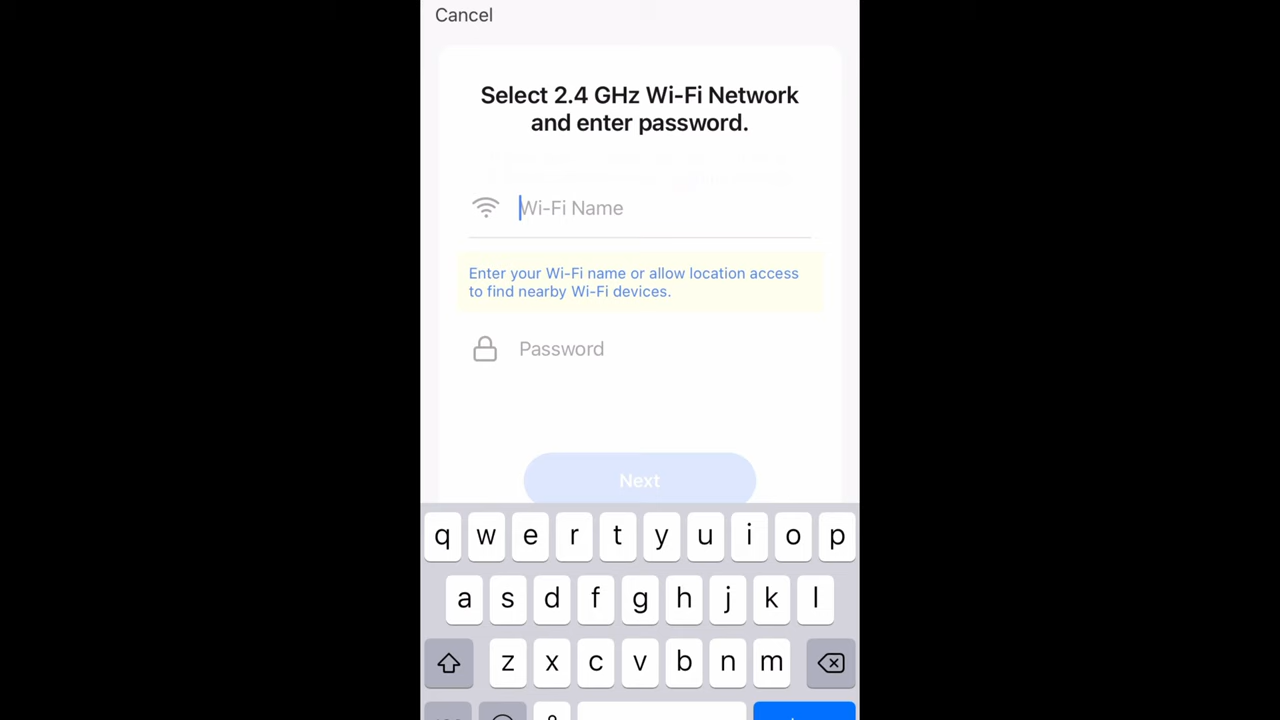 Cancel
Select 2.4 GHz Wi-Fi Network
and enter password.
Wi-Fi Name
Enter your Wi-Fi name or allow location access
to find nearby Wi-Fi devices.
Password
Next
q w e r t y u i o p
a s d f g h j k l
z x c v b n m